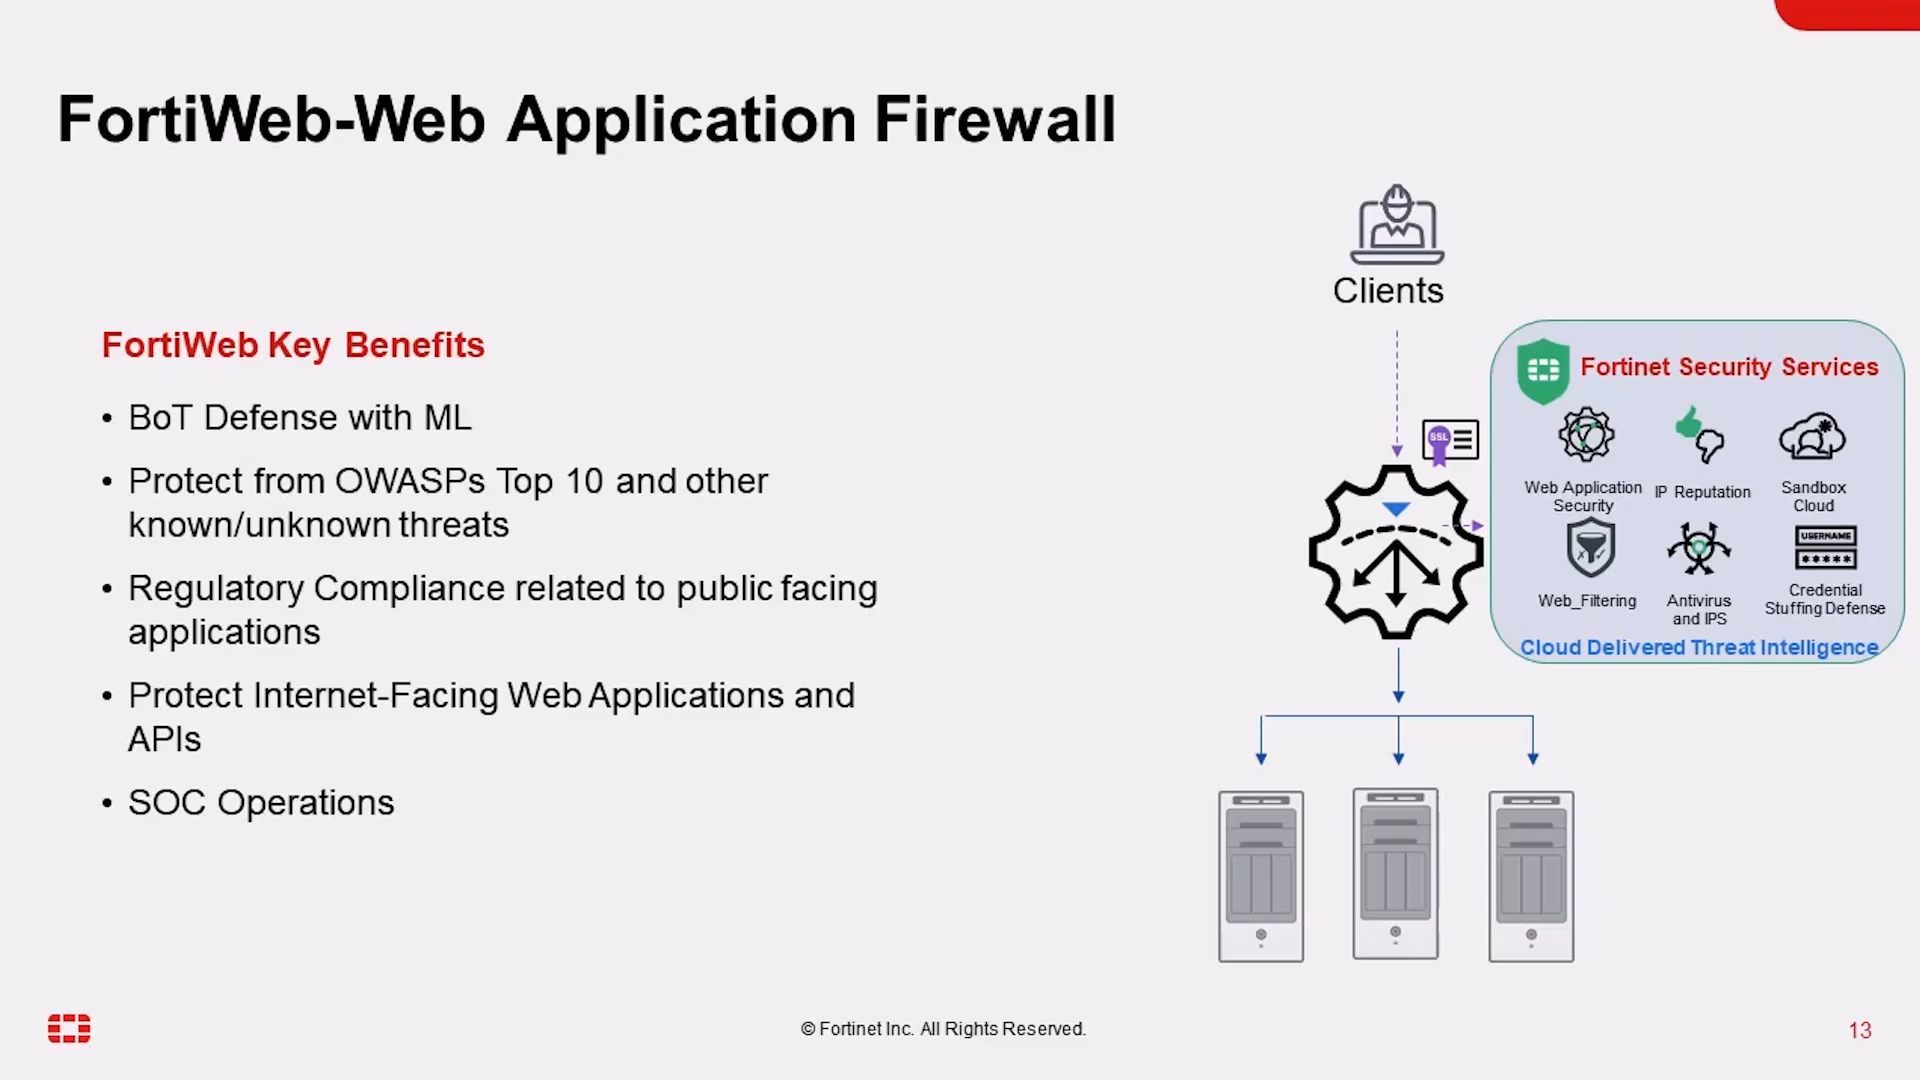 FortiWeb-Web Application Firewall
Clients
FortiWeb Key Benefits
• BoT Defense with ML
• Protect from OWASPs Top 10 and other
known/unknown threats
• Regulatory Compliance related to public facing
applications
• Protect Internet-Facing Web Applications and
APIs
• SOC Operations
SSL
Fortinet Security Services
Web Application
Security
IP Reputation
Sandbox
Cloud
USERNAME
*****
Web_Filtering
Antivirus
and IPS
Credential
Stuffing Defense
Cloud Delivered Threat Intelligence
© Fortinet Inc. All Rights Reserved.
13